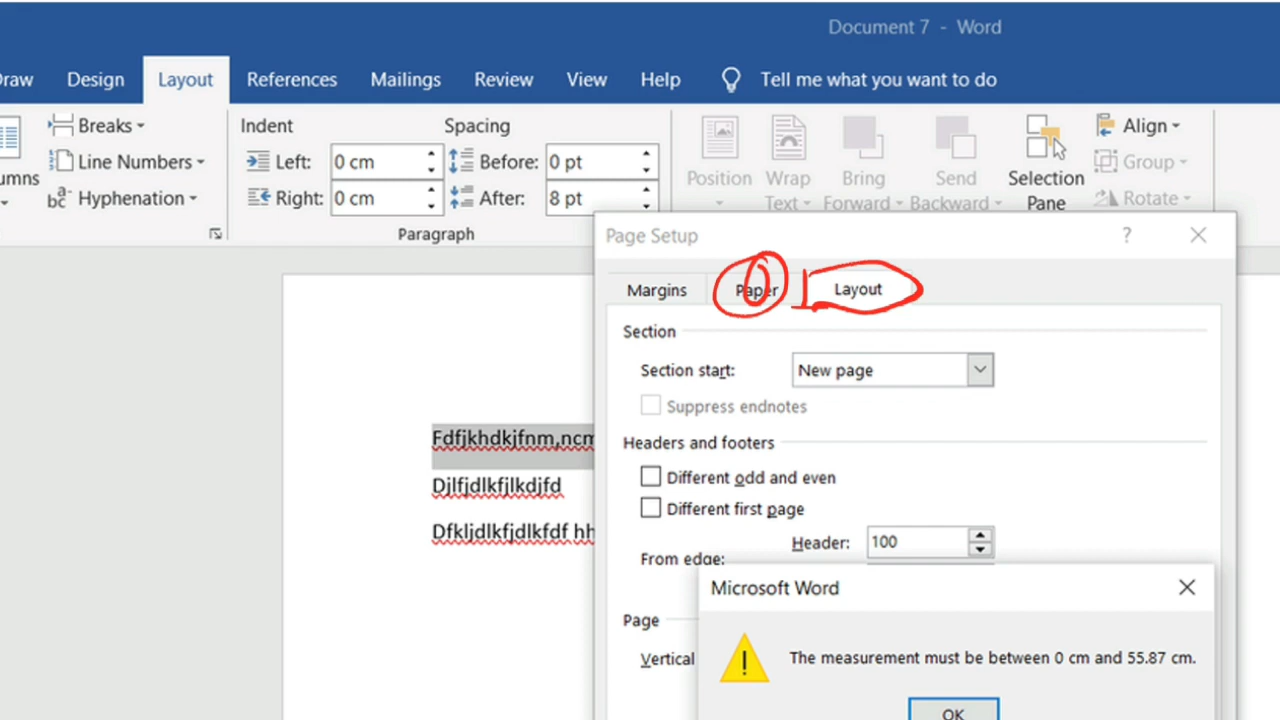 Document 7 - Word
Draw Design Layout References Mailings Review View Help Tell me what you want to do
Breaks
Line Numbers
Hyphenation
Indent
Left: 0 cm
Right: 0 cm
Spacing
Before: 0 pt
After: 8 pt
Paragraph
Position
Wrap Text
Bring Forward
Send Backward
Selection Pane
Align
Group
Rotate
Page Setup ?
Margins Paper Layout
Section
Section start: New page
Suppress endnotes
Headers and footers
Different odd and even
Different first page
From edge: Header: 100
Page
Vertical
Microsoft Word
The measurement must be between 0 cm and 55.87 cm.
OK
Fdfjkhdkjfnm,ncm
Djlfjdlkfjlkdjfd
Dfkljdlkfjdlkfdf hh